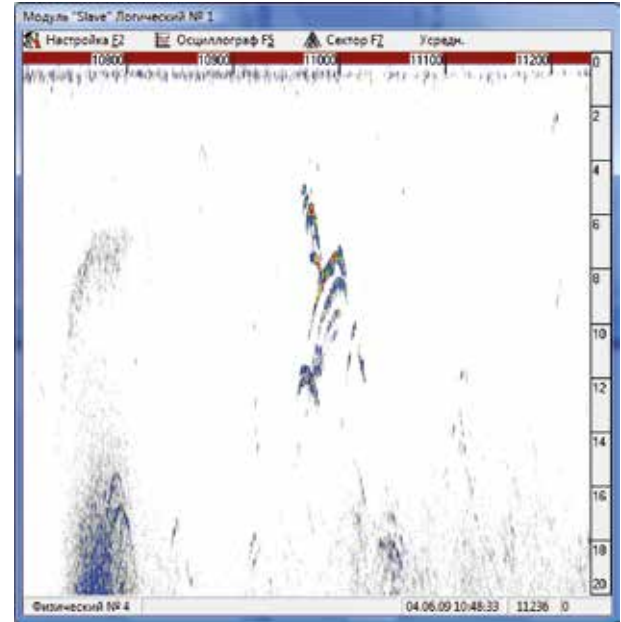 Модуль "Slave" Логический № 1
Настройка F2 Осциллограф F5 Сектор F7 Усредн.
10800 10900 11000 11100 11200 0
2
4
6
8
10
12
14
16
18
20
Физический № 4 04.06.09 10:48:33 11236 0